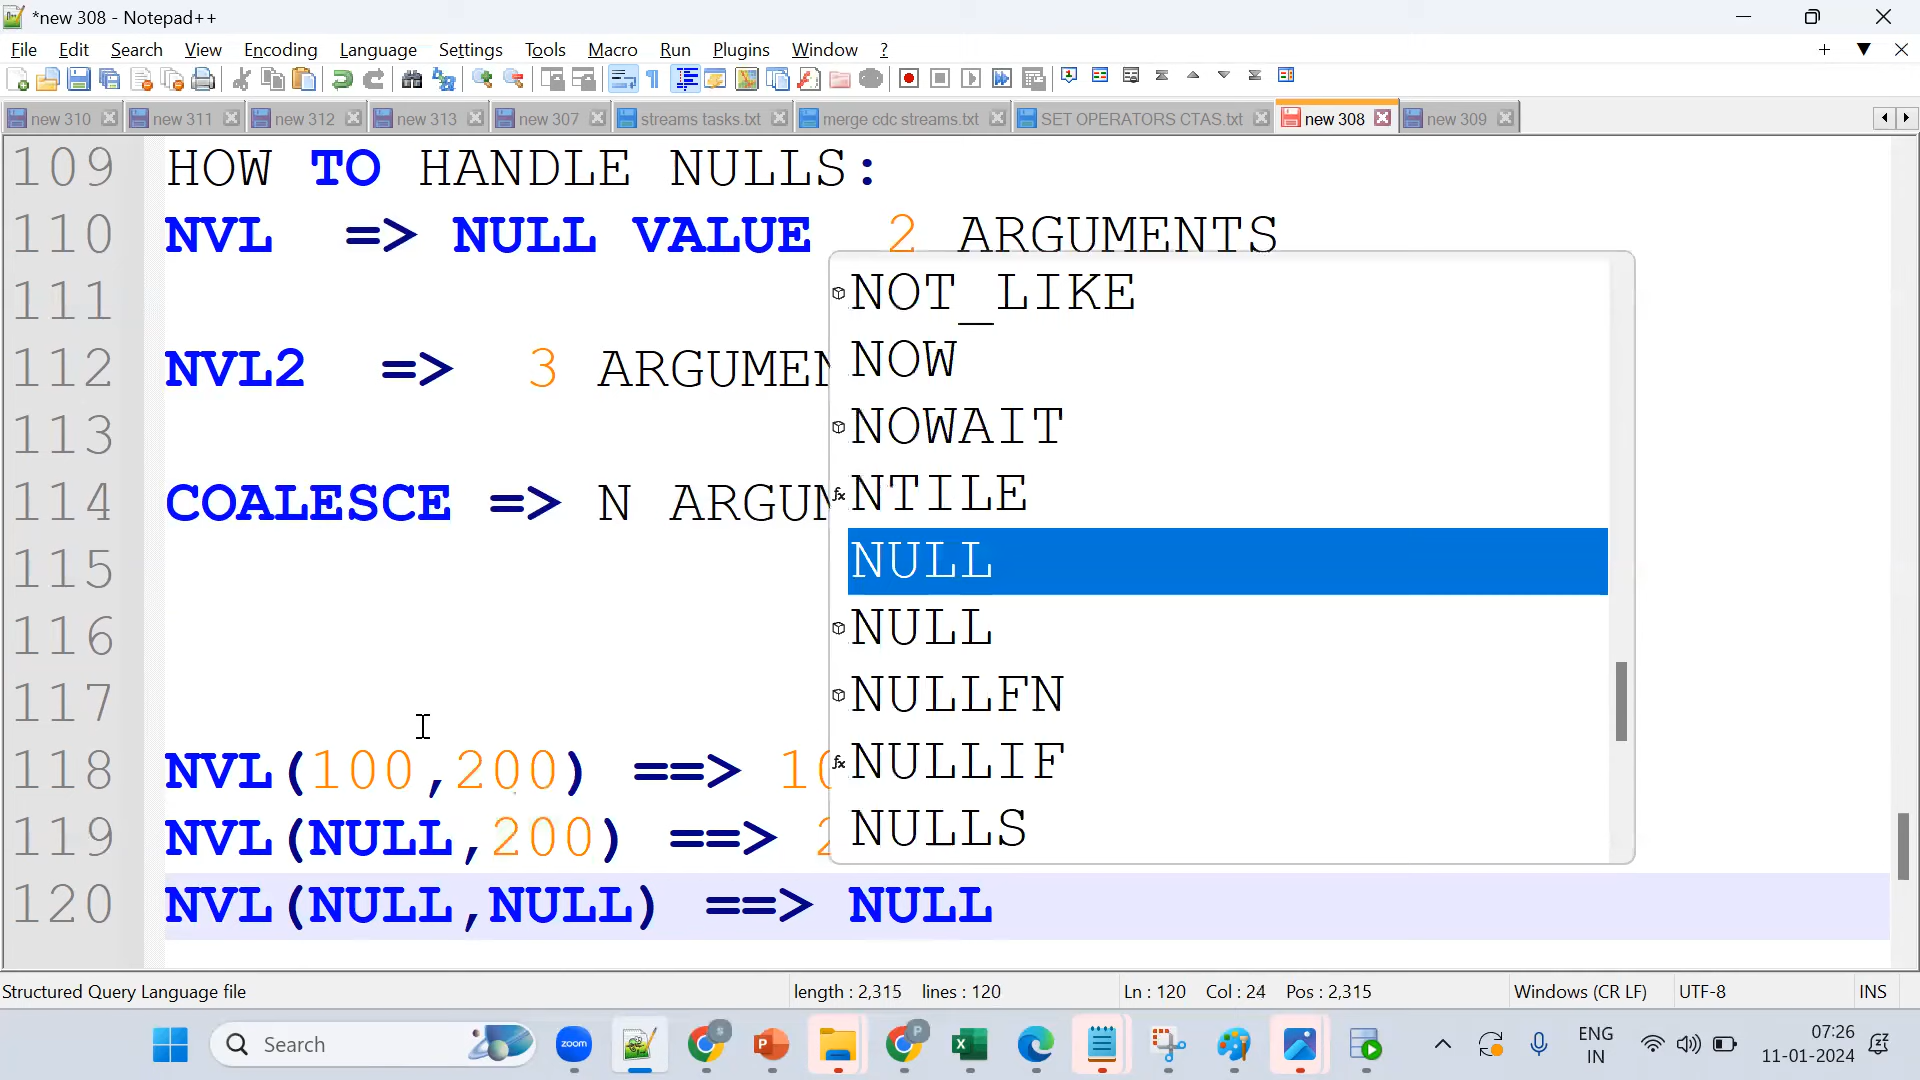 *new 308 - Notepad++
File Edit Search View Encoding Language Settings Tools Macro Run Plugins Window ?
new 310 new 311 new 312 new 313 new 307 streams tasks.txt merge cdc streams.txt SET OPERATORS CTAS.txt new 308 new 309
109 HOW TO HANDLE NULLS:
110 NVL => NULL VALUE 2 ARGUMENTS
111
112 NVL2 => 3 ARGUMEN
113
114 COALESCE => N ARGUM
115
116
117
118 NVL(100,200) ==> 10
119 NVL(NULL,200) ==> 2
120 NVL(NULL,NULL) ==> NULL
NOT_LIKE
NOW
NOWAIT
NTILE
NULL
NULL
NULLFN
NULLIF
NULLS
Structured Query Language file length : 2,315 lines : 120 Ln : 120 Col : 24 Pos : 2,315 Windows (CR LF) UTF-8 INS
Search
zoom
S
P
ENG
IN
07:26
11-01-2024